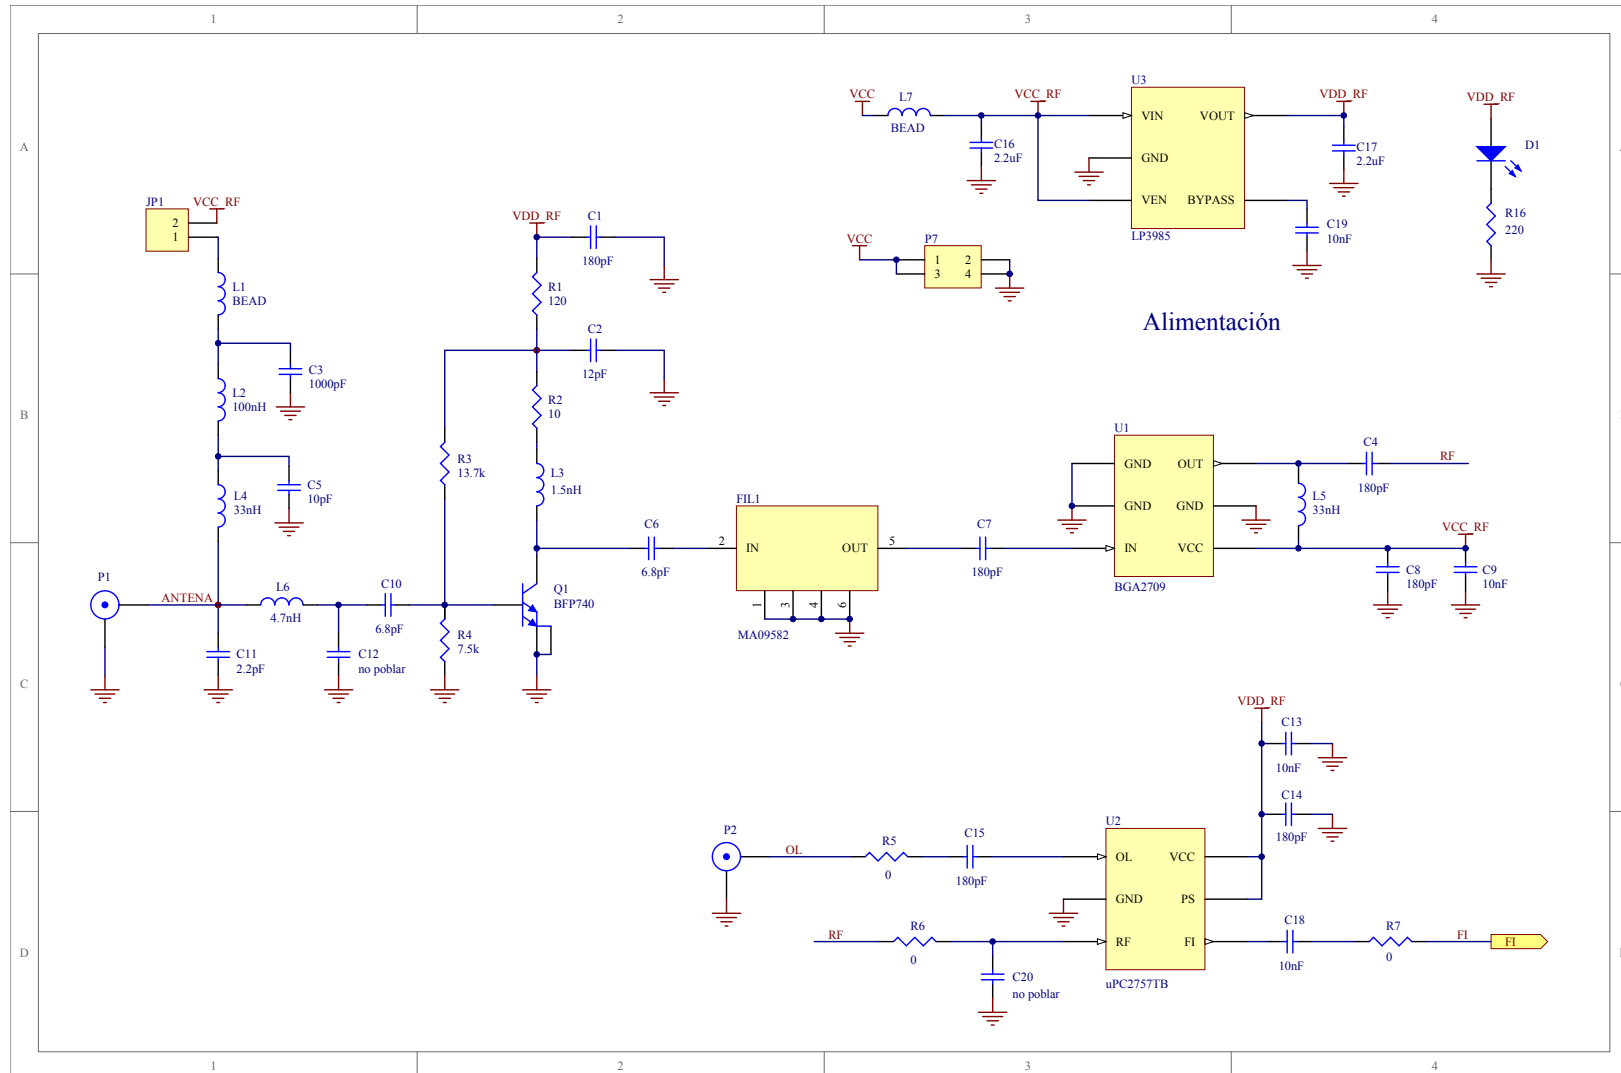 1
2
3
4
A
B
C
D
VCC
L7
BEAD
VCC_RF
C16
2.2uF
U3
VIN
VOUT
GND
VEN
BYPASS
LP3985
VDD_RF
C17
2.2uF
C19
10nF
VDD_RF
D1
R16
220
VCC
P7
1
2
3
4
Alimentación
JP1
VCC_RF
2
1
L1
BEAD
C3
1000pF
L2
100nH
C5
10pF
L4
33nH
P1
ANTENA
L6
4.7nH
C10
6.8pF
C11
2.2pF
C12
no poblar
VDD_RF
C1
180pF
R1
120
C2
12pF
R2
10
R3
13.7k
L3
1.5nH
R4
7.5k
Q1
BFP740
C6
6.8pF
FIL1
2
IN
OUT
5
1
3
4
6
MA09582
C7
180pF
U1
GND
OUT
GND
GND
IN
VCC
BGA2709
C4
180pF
RF
L5
33nH
VCC_RF
C8
180pF
C9
10nF
VDD_RF
C13
10nF
C14
180pF
P2
OL
R5
0
C15
180pF
U2
OL
VCC
GND
PS
RF
FI
uPC2757TB
RF
R6
0
C20
no poblar
C18
10nF
R7
0
FI
FI
1
2
3
4